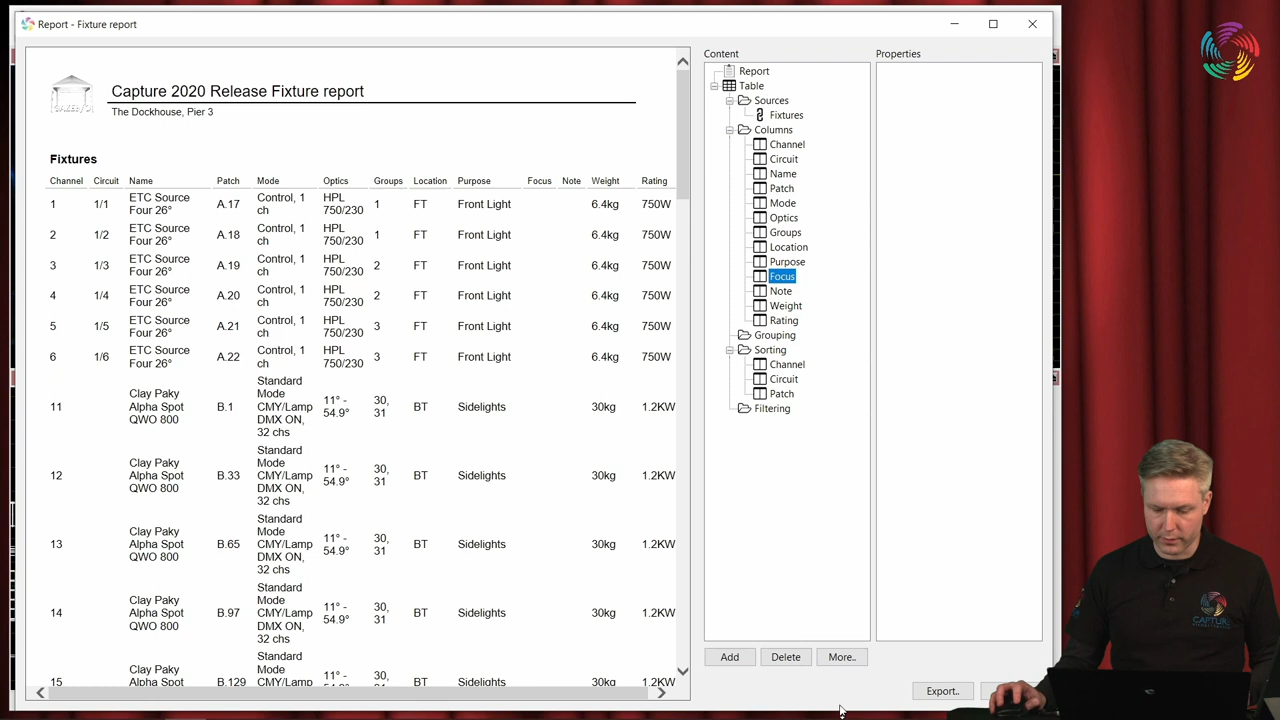 Report - Fixture report
Content
Properties
Capture 2020 Release Fixture report
The Dockhouse, Pier 3
Fixtures
Channel Circuit Name Patch Mode Optics Groups Location Purpose Focus Note Weight Rating
1 1/1 ETC Source Four 26° A.17 Control, 1 ch HPL 750/230 1 FT Front Light 6.4kg 750W
2 1/2 ETC Source Four 26° A.18 Control, 1 ch HPL 750/230 1 FT Front Light 6.4kg 750W
3 1/3 ETC Source Four 26° A.19 Control, 1 ch HPL 750/230 2 FT Front Light 6.4kg 750W
4 1/4 ETC Source Four 26° A.20 Control, 1 ch HPL 750/230 2 FT Front Light 6.4kg 750W
5 1/5 ETC Source Four 26° A.21 Control, 1 ch HPL 750/230 3 FT Front Light 6.4kg 750W
6 1/6 ETC Source Four 26° A.22 Control, 1 ch HPL 750/230 3 FT Front Light 6.4kg 750W
11 Clay Paky Alpha Spot QWO 800 B.1 Standard Mode CMY/Lamp DMX ON, 32 chs 11° - 54.9° 30, 31 BT Sidelights 30kg 1.2KW
12 Clay Paky Alpha Spot QWO 800 B.33 Standard Mode CMY/Lamp DMX ON, 32 chs 11° - 54.9° 30, 31 BT Sidelights 30kg 1.2KW
13 Clay Paky Alpha Spot QWO 800 B.65 Standard Mode CMY/Lamp DMX ON, 32 chs 11° - 54.9° 30, 31 BT Sidelights 30kg 1.2KW
14 Clay Paky Alpha Spot QWO 800 B.97 Standard Mode CMY/Lamp DMX ON, 32 chs 11° - 54.9° 30, 31 BT Sidelights 30kg 1.2KW
15 Clay Paky Alpha Spot B.129 Standard Mode CMY/Lamp 11° - 30, BT Sidelights 30kg 1.2KW
Report
Table
Sources
Fixtures
Columns
Channel
Circuit
Name
Patch
Mode
Optics
Groups
Location
Purpose
Focus
Note
Weight
Rating
Grouping
Sorting
Channel
Circuit
Patch
Filtering
Add
Delete
More..
Export..